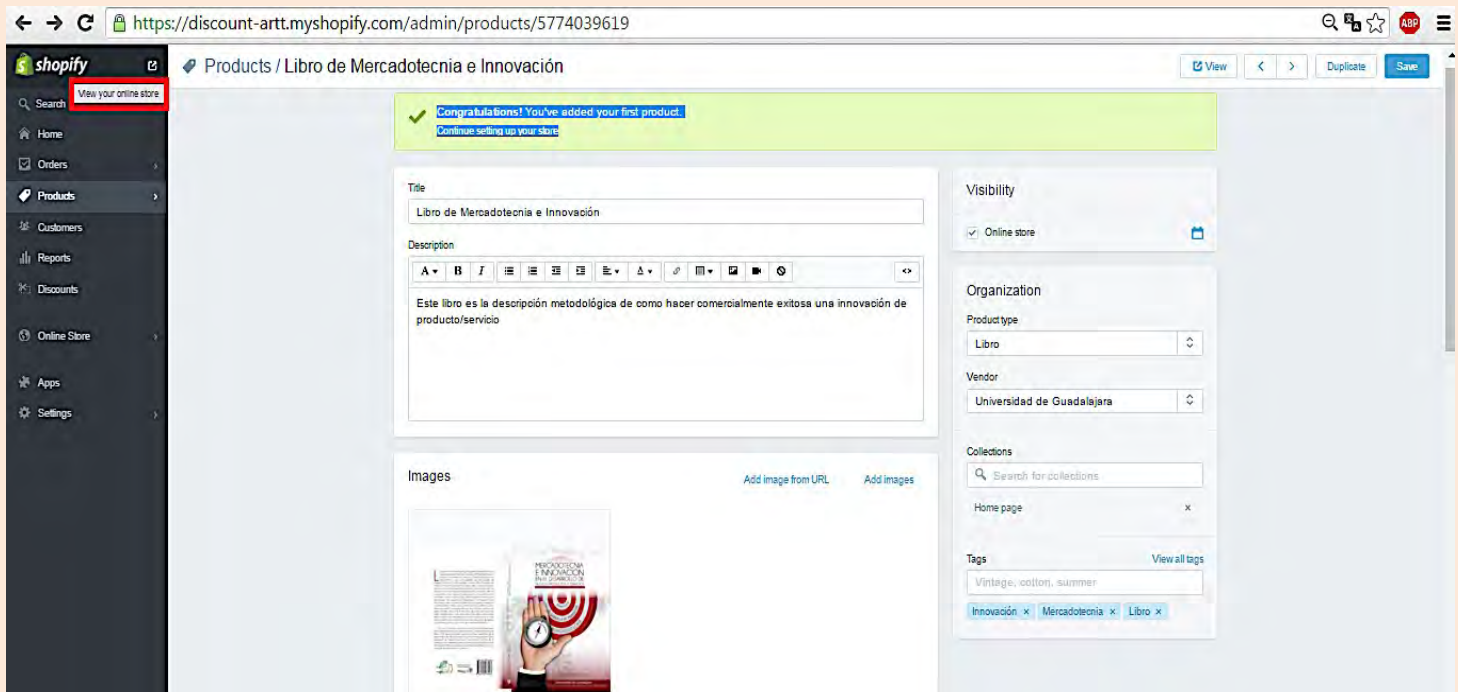 https://discount-artt.myshopify.com/admin/products/5774039619
ABP
shopify
View your online store
Search
Home
Orders
Products
Customers
Reports
Discounts
Online Store
Apps
Settings
Products / Libro de Mercadotecnia e Innovación
View
Duplicate
Save
Congratulations! You've added your first product.
Continue setting up your store
Title
Libro de Mercadotecnia e Innovación
Description
A B I A
Este libro es la descripción metodológica de como hacer comercialmente exitosa una innovación de
producto/servicio
Images
Add image from URL
Add images
MERCADOTECNIA
E INNOVACIÓN
Visibility
Online store
Organization
Product type
Libro
Vendor
Universidad de Guadalajara
Collections
Search for collections
Home page
Tags
View all tags
Vintage, cotton, summer
Innovación × Mercadotecnia × Libro ×